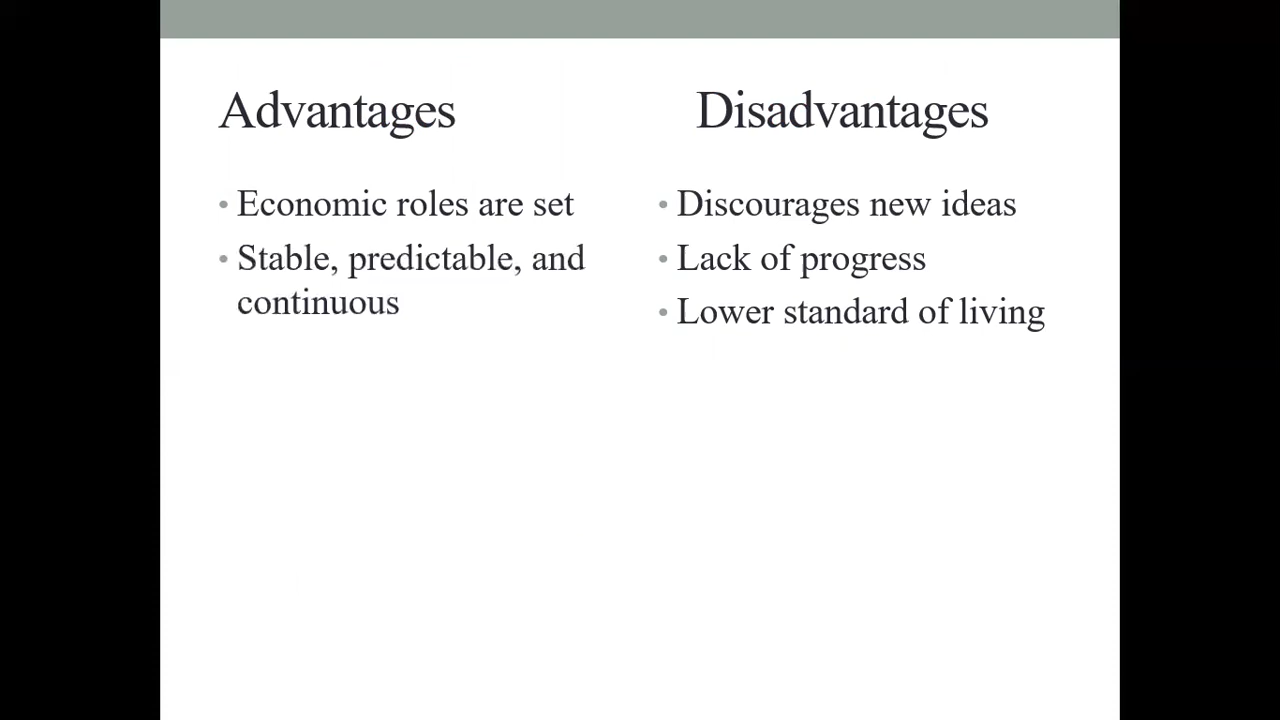 Advantages
• Economic roles are set
• Stable, predictable, and
continuous
Disadvantages
• Discourages new ideas
• Lack of progress
• Lower standard of living